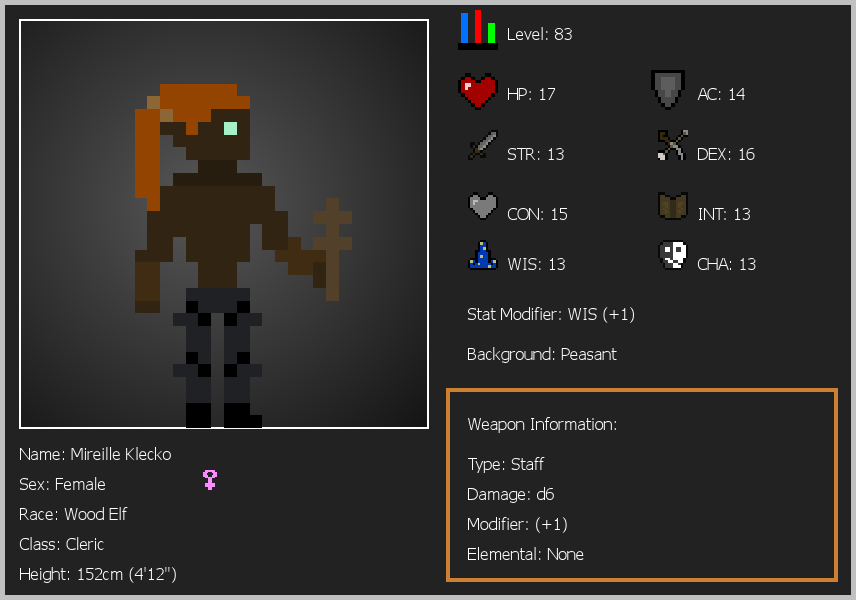 Level: 83
HP: 17
AC: 14
STR: 13
DEX: 16
CON: 15
INT: 13
WIS: 13
CHA: 13
Stat Modifier: WIS (+1)
Background: Peasant
Weapon Information:
Type: Staff
Damage: d6
Modifier: (+1)
Elemental: None
Name: Mireille Klecko
Sex: Female
Race: Wood Elf
Class: Cleric
Height: 152cm (4'12")